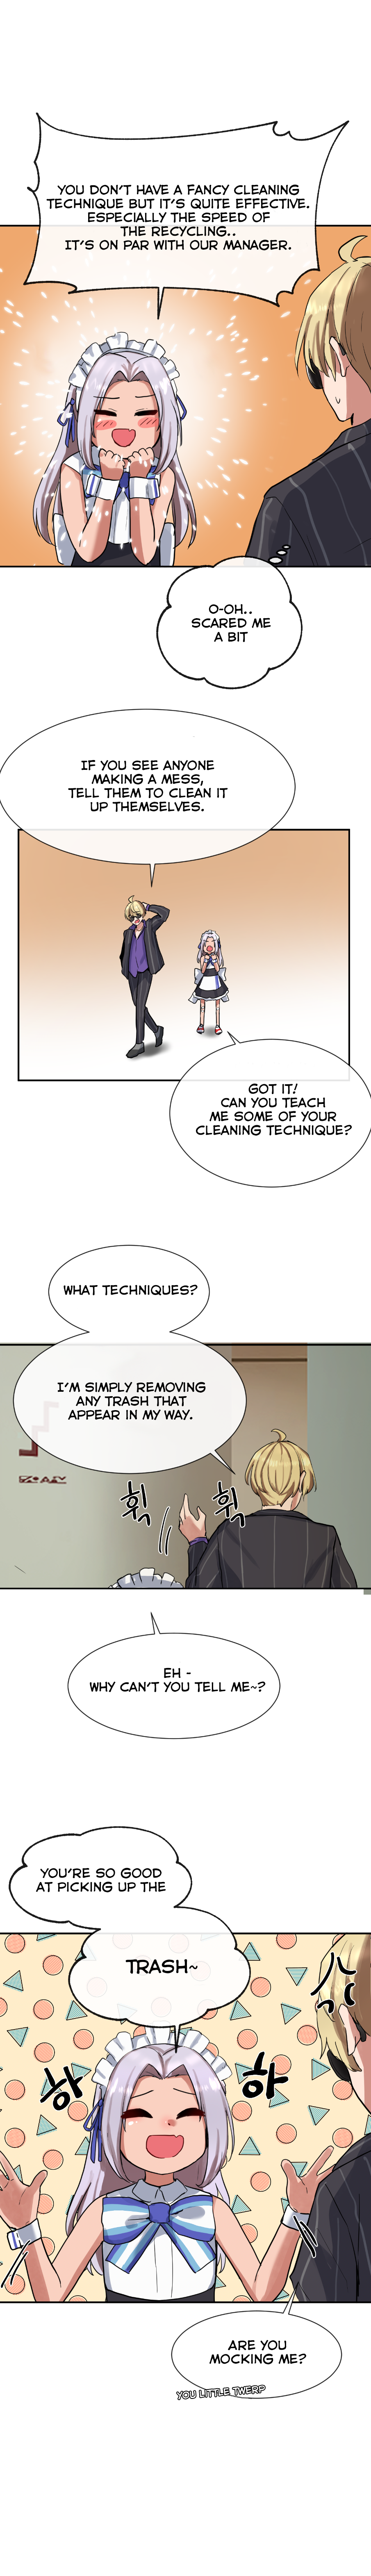 YOU DON'T HAVE A FANCY CLEANING
TECHNIQUE BUT IT'S QUITE EFFECTIVE.
ESPECIALLY THE SPEED OF
THE RECYCLING..
IT'S ON PAR WITH OUR MANAGER.
O-OH..
SCARED ME
A BIT
IF YOU SEE ANYONE
MAKING A MESS,
TELL THEM TO CLEAN IT
UP THEMSELVES.
GOT IT!
CAN YOU TEACH
ME SOME OF YOUR
CLEANING TECHNIQUE?
WHAT TECHNIQUES?
I'M SIMPLY REMOVING
ANY TRASH THAT
APPEAR IN MY WAY.
휙 휙
EH -
WHY CAN'T YOU TELL ME~?
YOU'RE SO GOOD
AT PICKING UP THE
TRASH~
하 하
ARE YOU
MOCKING ME?
YOU LITTLE TWERP